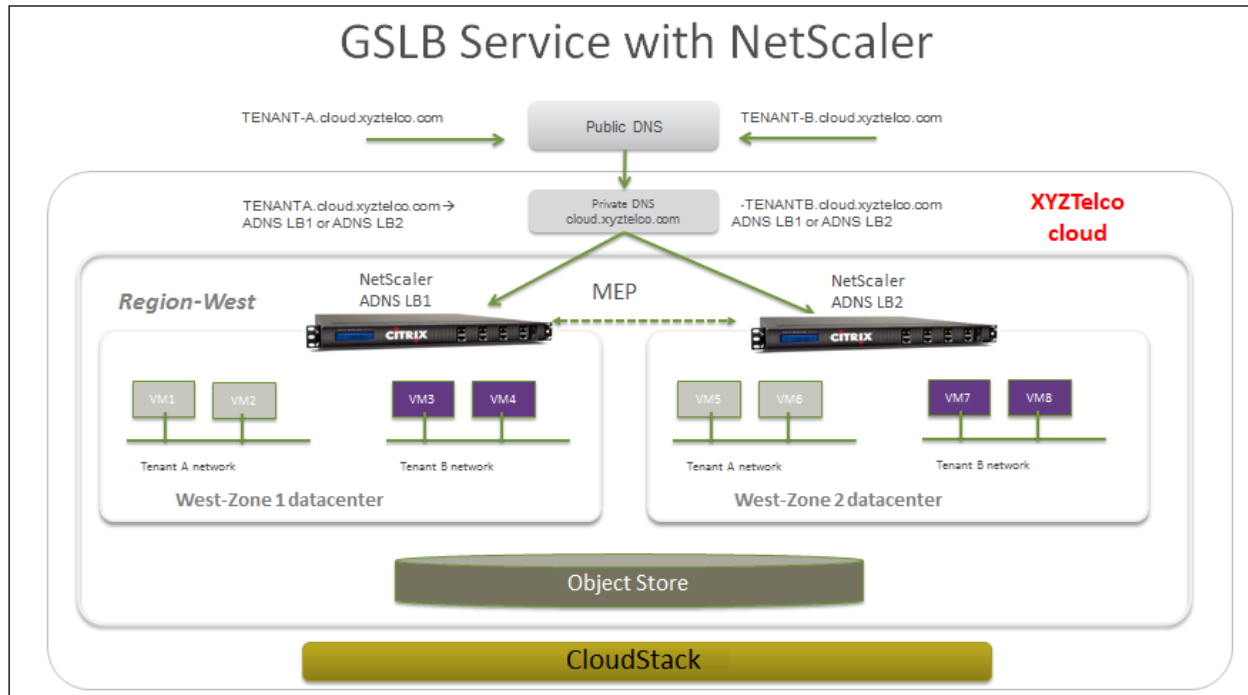 GSLB Service with NetScaler
TENANT-A.cloud.xyztelco.com
Public DNS
TENANT-B.cloud.xyztelco.com
TENANTA.cloud.xyztelco.com→
ADNS LB1 or ADNS LB2
Private DNS
cloud.xyztelco.com
-TENANTB.cloud.xyztelco.com
ADNS LB1 or ADNS LB2
XYZTelco
cloud
Region-West
NetScaler
ADNS LB1
MEP
NetScaler
ADNS LB2
CITRIX
CITRIX
VM1
VM2
VM3
VM4
VM5
VM6
VM7
VM8
Tenant A network
Tenant B network
Tenant A network
Tenant B network
West-Zone 1 datacenter
West-Zone 2 datacenter
Object Store
CloudStack